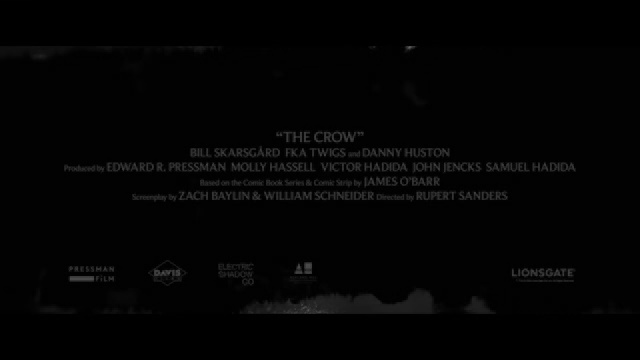 “THE CROW”
BILL SKARSGÅRD FKA TWIGS and DANNY HUSTON
Produced by EDWARD R. PRESSMAN MOLLY HASSELL VICTOR HADIDA JOHN JENCKS SAMUEL HADIDA
Based on the Comic Book Series & Comic Strip by JAMES O’BARR
Screenplay by ZACH BAYLIN & WILLIAM SCHNEIDER Directed by RUPERT SANDERS
PRESSMAN
FILM
DAVIS
ELECTRIC
SHADOW
CO
LIONSGATE